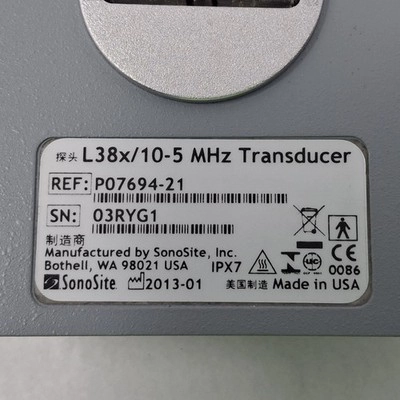 探头 L38x/10-5 MHz Transducer
REF: P07694-21
SN: 03RYG1
制造商
Manufactured by SonoSite, Inc.
Bothell, WA 98021 USA IPX7
0086
SonoSite 2013-01 美国制造 Made in USA